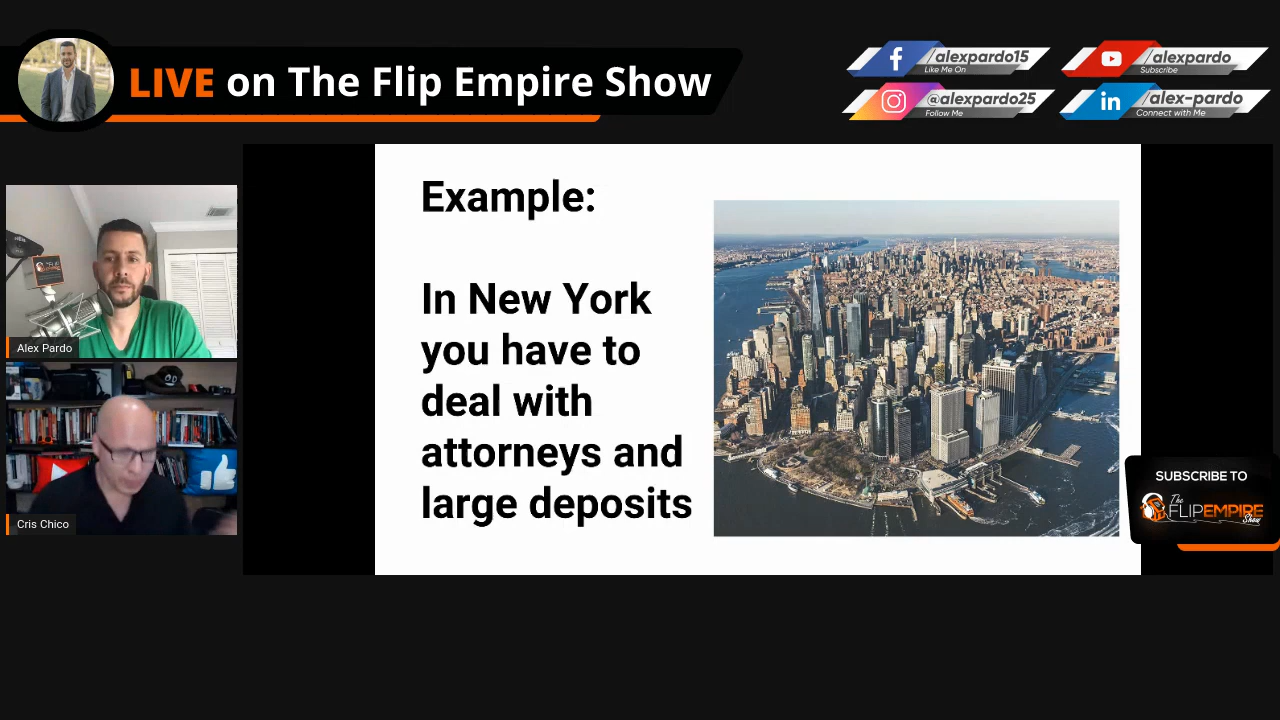 LIVE on The Flip Empire Show
/alexpardo15
Like Me On
/alexpardo
Subscribe
@alexpardo25
Follow Me
/alex-pardo
Connect with Me
Alex Pardo
Cris Chico
Example:
In New York
you have to
deal with
attorneys and
large deposits
SUBSCRIBE TO
The
FLIPEMPIRE
Show